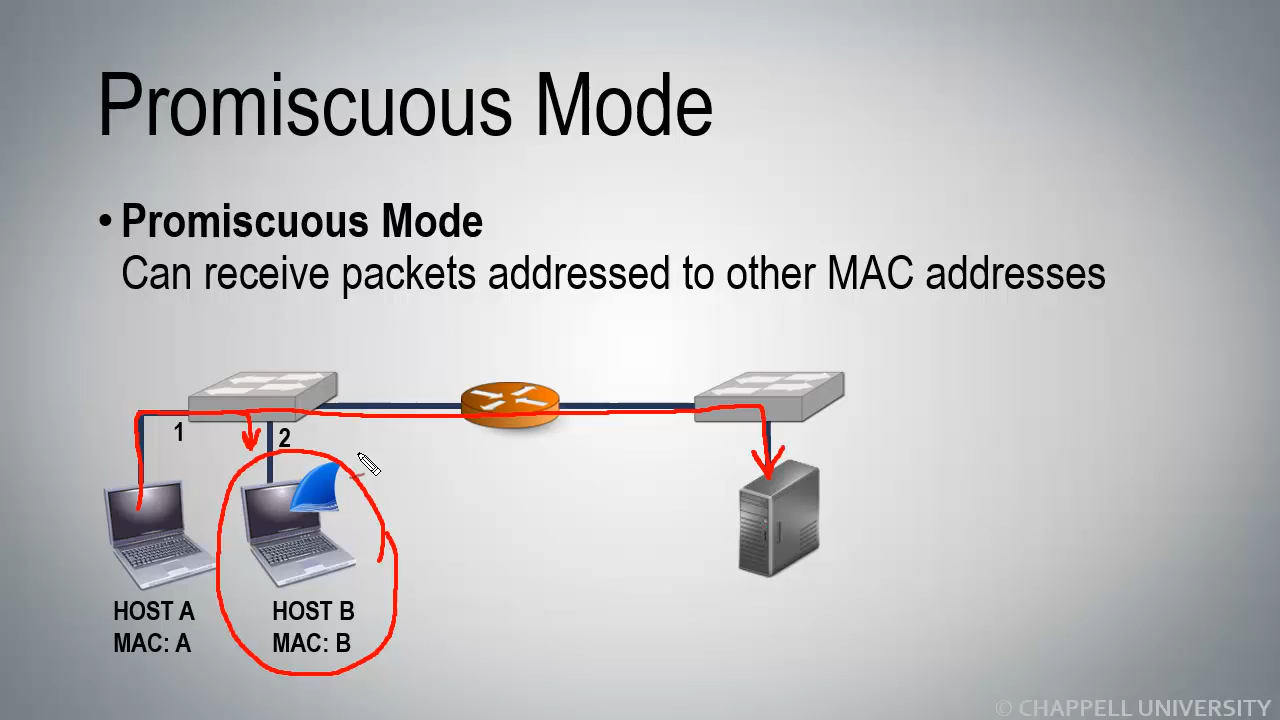 Promiscuous Mode
• Promiscuous Mode
Can receive packets addressed to other MAC addresses
1
2
HOST A
MAC: A
HOST B
MAC: B
© CHAPPELL UNIVERSITY